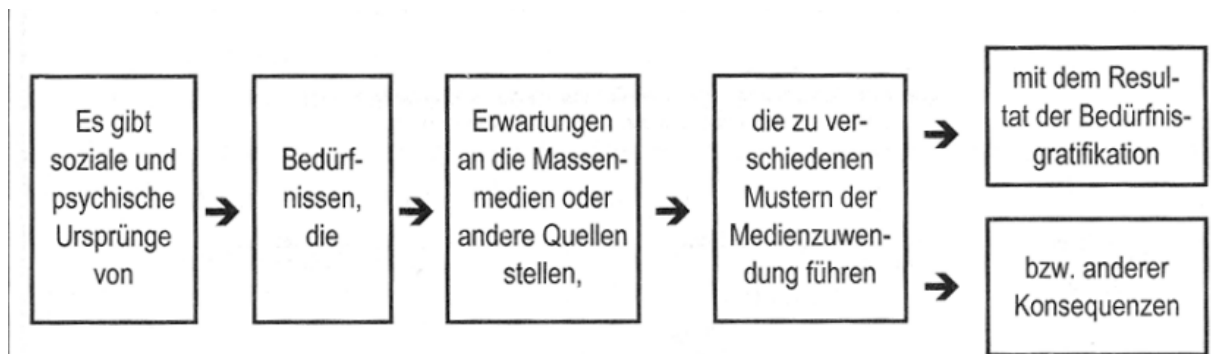 Es gibt
soziale und
psychische
Ursprünge
von
Bedürf-
nissen,
die
Erwartungen
an die Massen-
medien oder
andere Quellen
stellen,
die zu ver-
schiedenen
Mustern der
Medienzuwen-
dung führen
mit dem Resul-
tat der Bedürfnis-
gratifikation
bzw. anderer
Konsequenzen